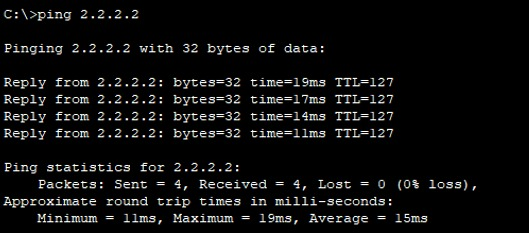 C:\>ping 2.2.2.2
Pinging 2.2.2.2 with 32 bytes of data:
Reply from 2.2.2.2: bytes=32 time=19ms TTL=127
Reply from 2.2.2.2: bytes=32 time=17ms TTL=127
Reply from 2.2.2.2: bytes=32 time=14ms TTL=127
Reply from 2.2.2.2: bytes=32 time=11ms TTL=127
Ping statistics for 2.2.2.2:
    Packets: Sent = 4, Received = 4, Lost = 0 (0% loss),
Approximate round trip times in milli-seconds:
    Minimum = 11ms, Maximum = 19ms, Average = 15ms